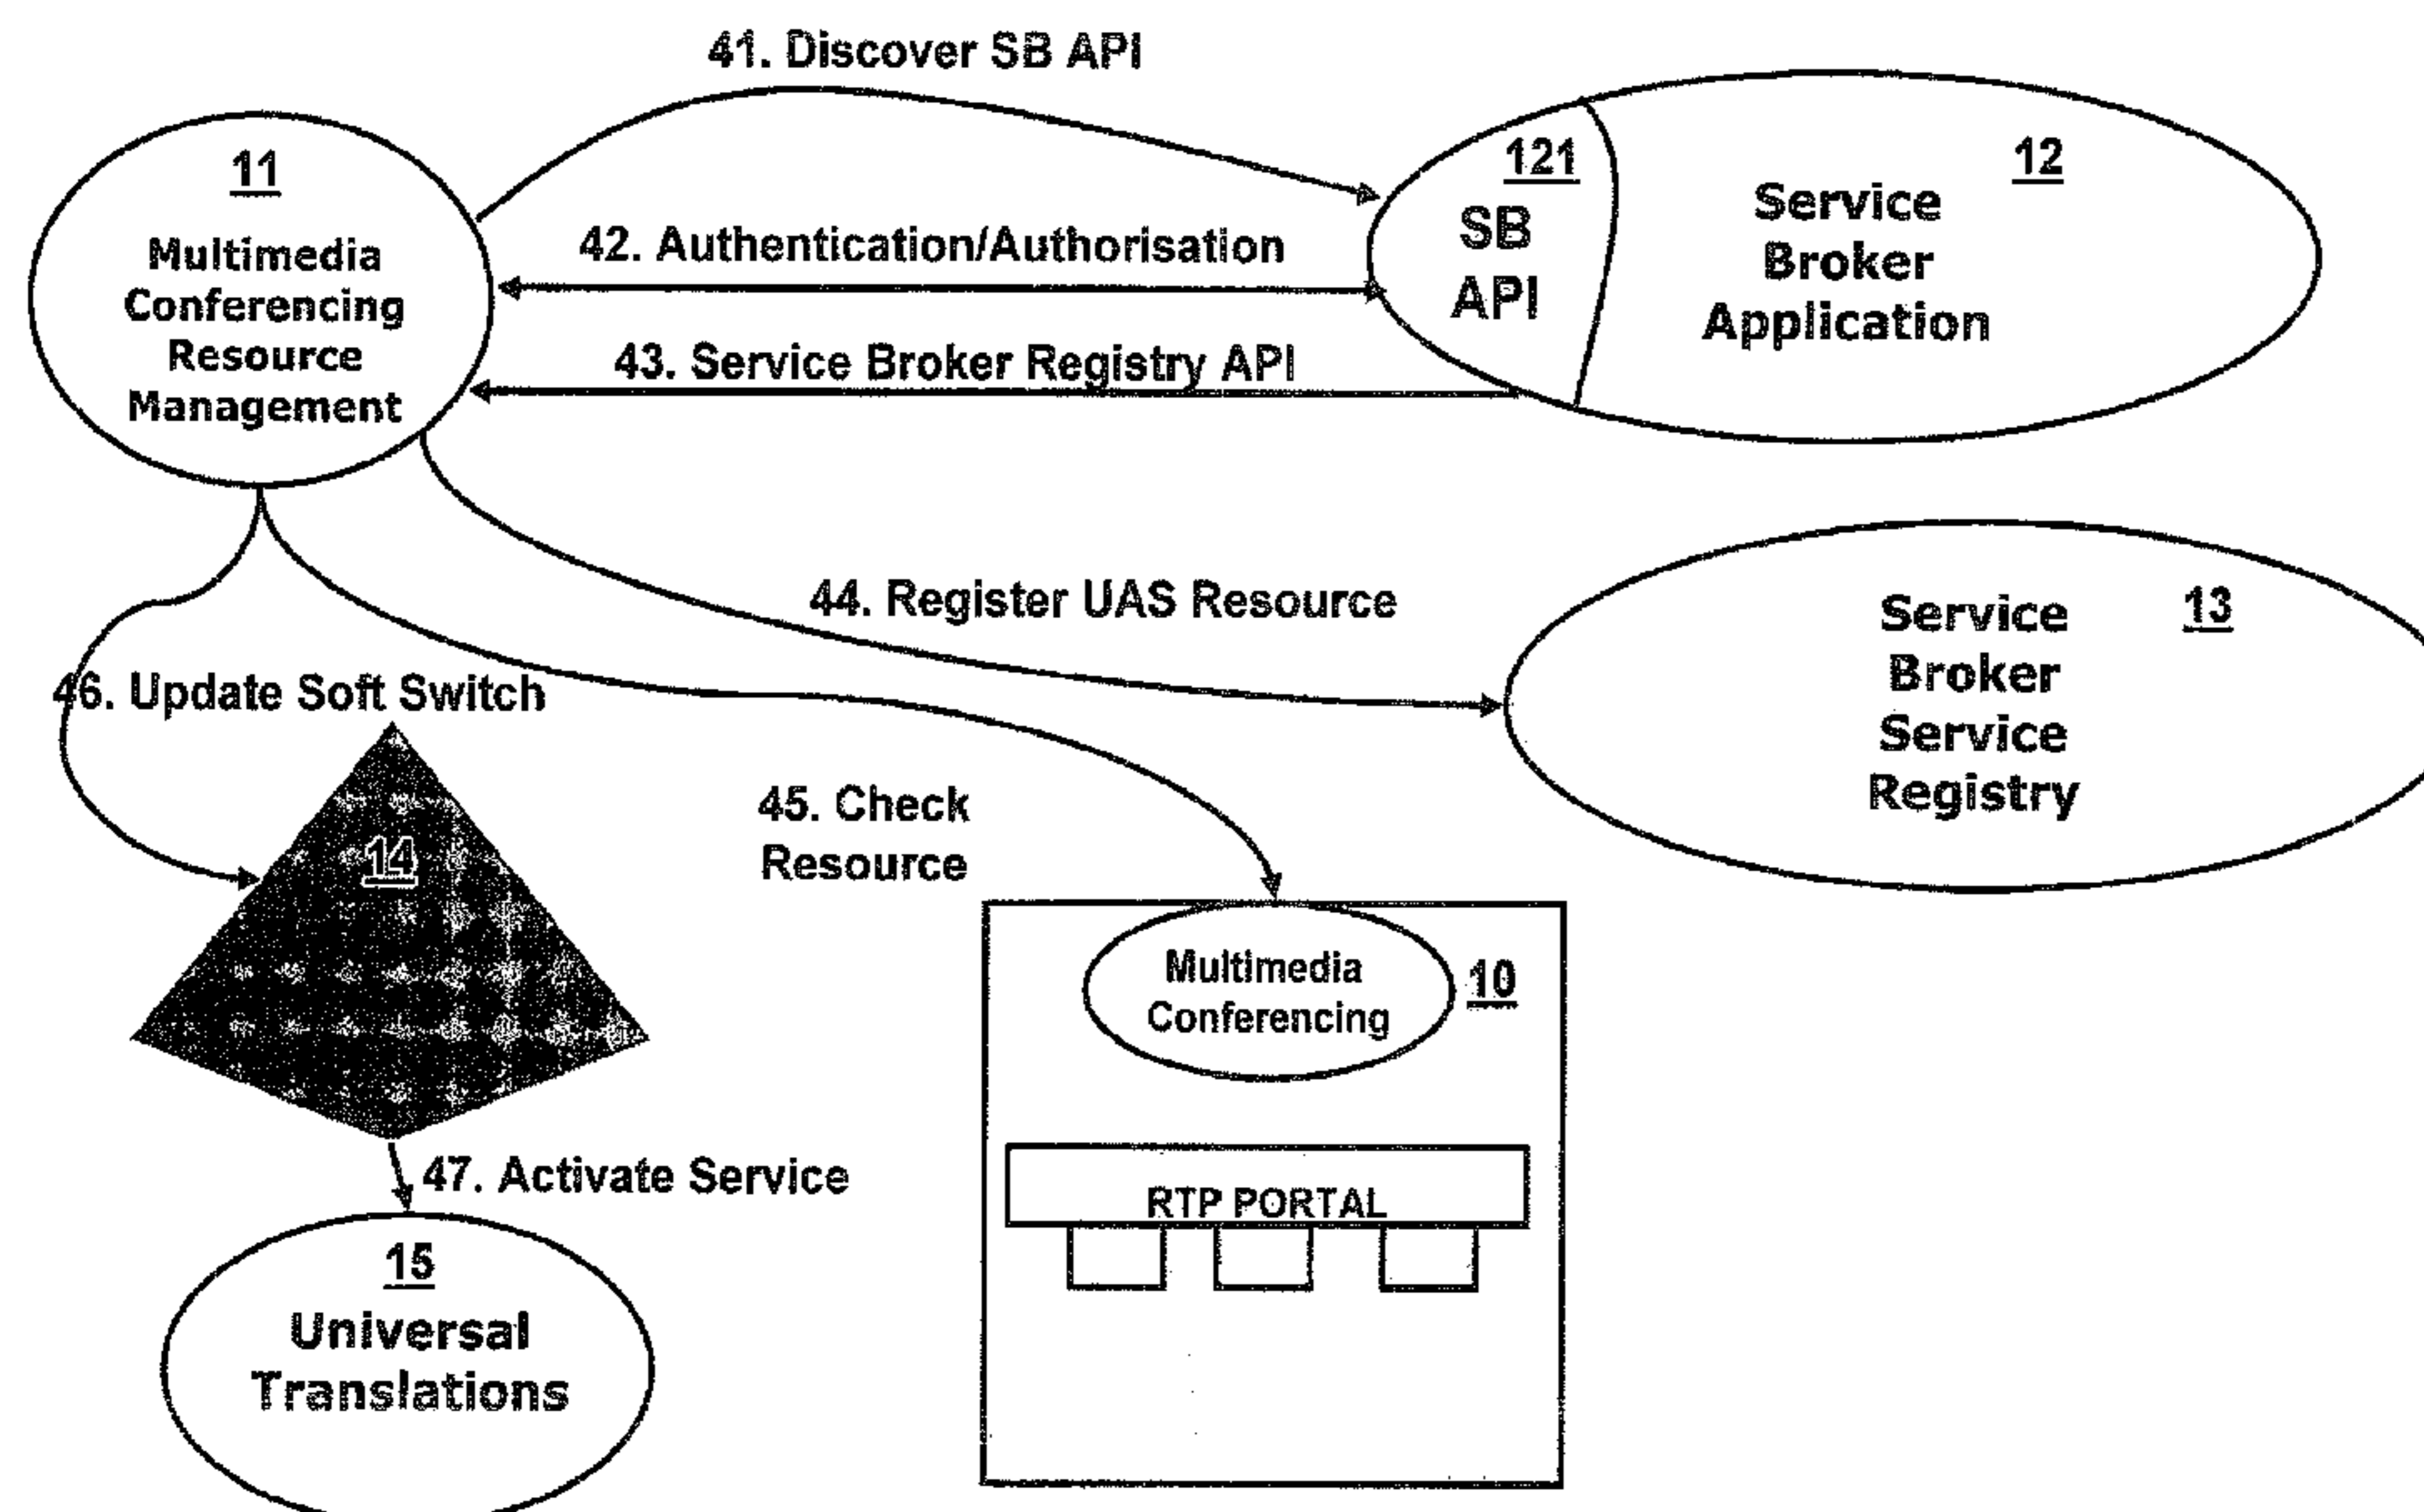 41. Discover SB API
11
Multimedia
Conferencing
Resource
Management
42. Authentication/Authorisation
43. Service Broker Registry API
121
SB
API
12
Service
Broker
Application
44. Register UAS Resource
13
Service
Broker
Service
Registry
46. Update Soft Switch
14
45. Check
Resource
Multimedia
Conferencing
10
RTP PORTAL
47. Activate Service
15
Universal
Translations